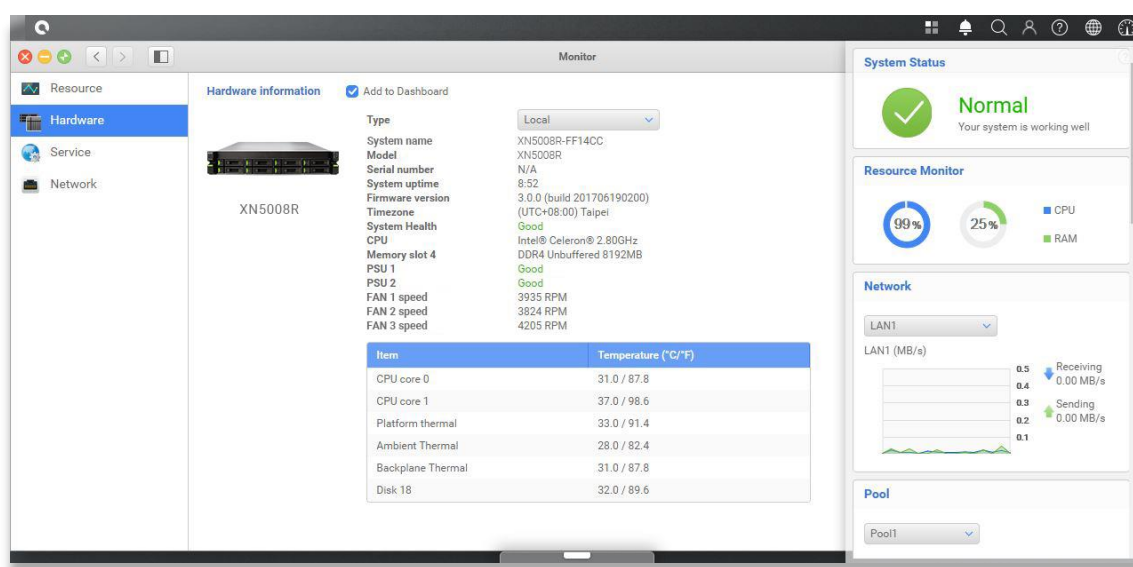 Monitor
Resource
Hardware
Service
Network
Hardware information
Add to Dashboard
XN5008R
Type Local
System name XN5008R-FF14CC
Model XN5008R
Serial number N/A
System uptime 8:52
Firmware version 3.0.0 (build 201706190200)
Timezone (UTC+08:00) Taipei
System Health Good
CPU Intel® Celeron® 2.80GHz
Memory slot 4 DDR4 Unbuffered 8192MB
PSU 1 Good
PSU 2 Good
FAN 1 speed 3935 RPM
FAN 2 speed 3824 RPM
FAN 3 speed 4205 RPM
Item Temperature (°C/°F)
CPU core 0 31.0 / 87.8
CPU core 1 37.0 / 98.6
Platform thermal 33.0 / 91.4
Ambient Thermal 28.0 / 82.4
Backplane Thermal 31.0 / 87.8
Disk 18 32.0 / 89.6
System Status
Normal
Your system is working well
Resource Monitor
99%
25%
CPU
RAM
Network
LAN1
LAN1 (MB/s)
0.5
0.4
0.3
0.2
0.1
Receiving
0.00 MB/s
Sending
0.00 MB/s
Pool
Pool1